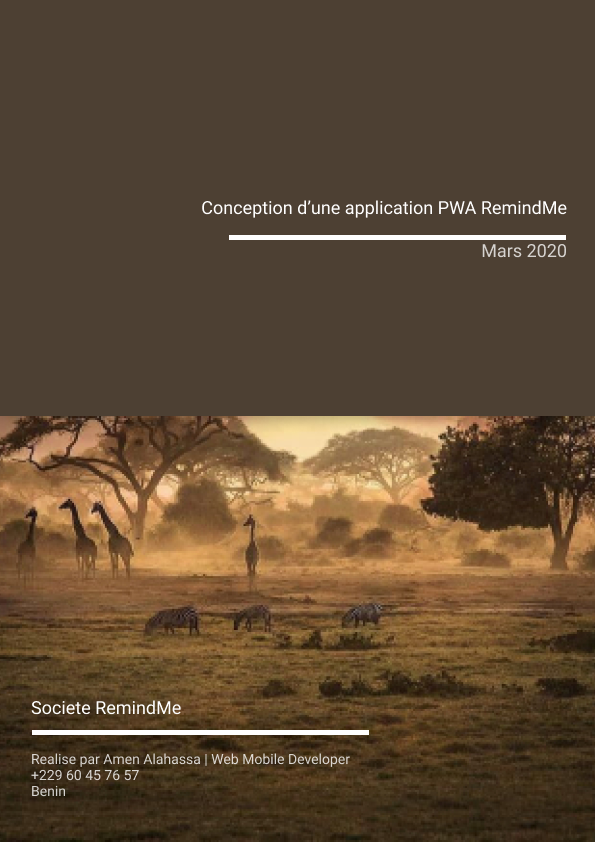 Conception d’une application PWA RemindMe
Mars 2020
Societe RemindMe
Realise par Amen Alahassa | Web Mobile Developer
+229 60 45 76 57
Benin